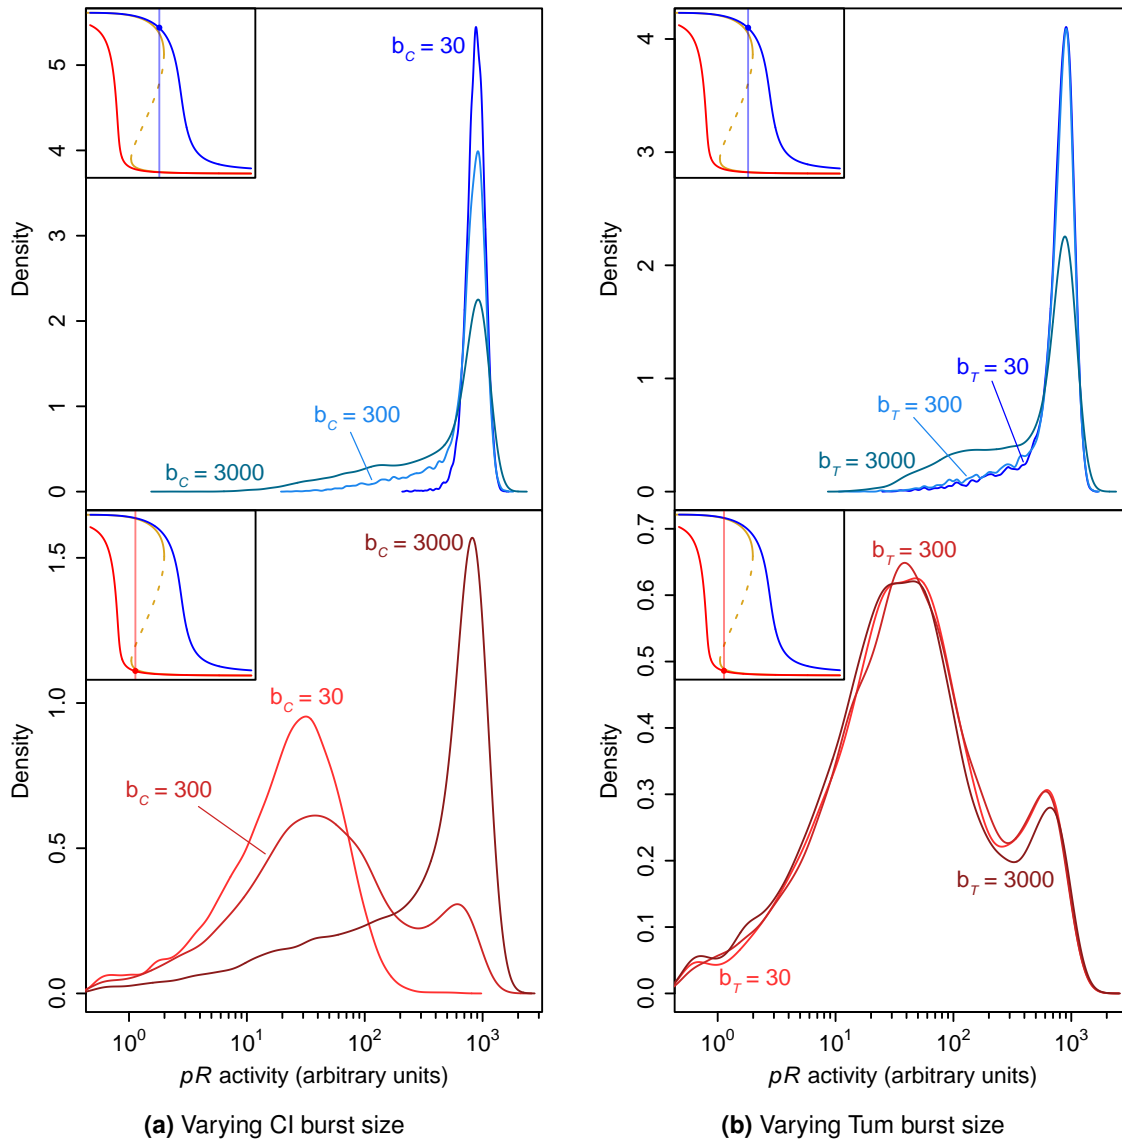 5
4
3
2
1
0
Density
b_C = 30
b_C = 300
b_C = 3000
4
3
2
1
0
Density
b_T = 30
b_T = 300
b_T = 3000
1.5
1.0
0.5
0.0
Density
b_C = 3000
b_C = 30
b_C = 300
10^0
10^1
10^2
10^3
pR activity (arbitrary units)
(a) Varying CI burst size
0.7
0.6
0.5
0.4
0.3
0.2
0.1
0.0
Density
b_T = 300
b_T = 3000
b_T = 30
10^0
10^1
10^2
10^3
pR activity (arbitrary units)
(b) Varying Tum burst size